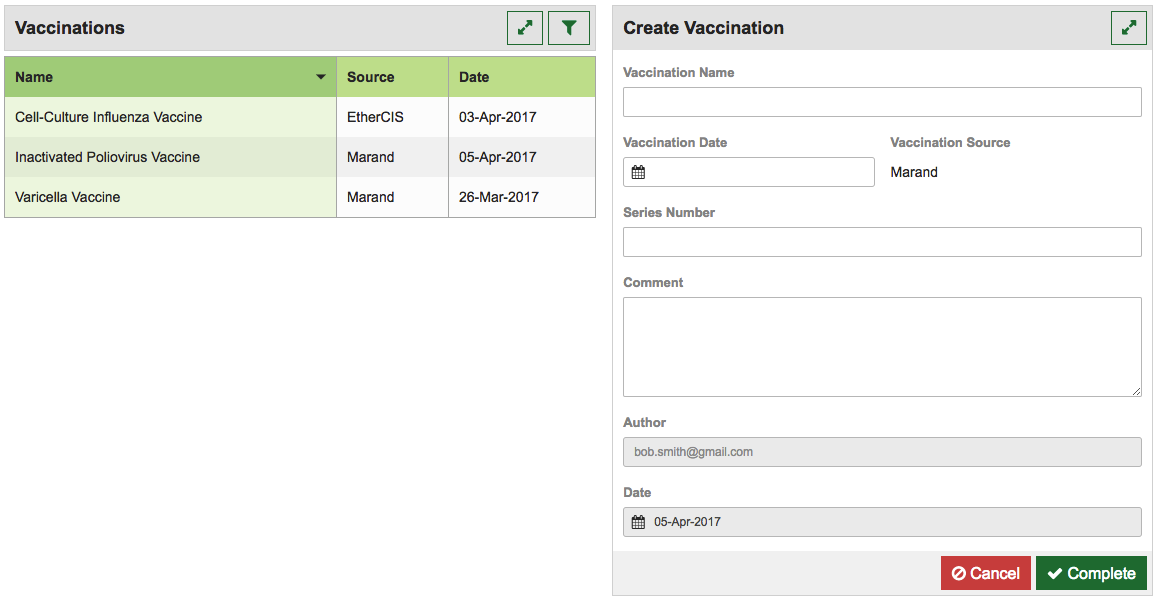 Vaccinations
Name Source Date
Cell-Culture Influenza Vaccine EtherCIS 03-Apr-2017
Inactivated Poliovirus Vaccine Marand 05-Apr-2017
Varicella Vaccine Marand 26-Mar-2017
Create Vaccination
Vaccination Name
Vaccination Date Vaccination Source
Marand
Series Number
Comment
Author
bob.smith@gmail.com
Date
05-Apr-2017
Cancel Complete